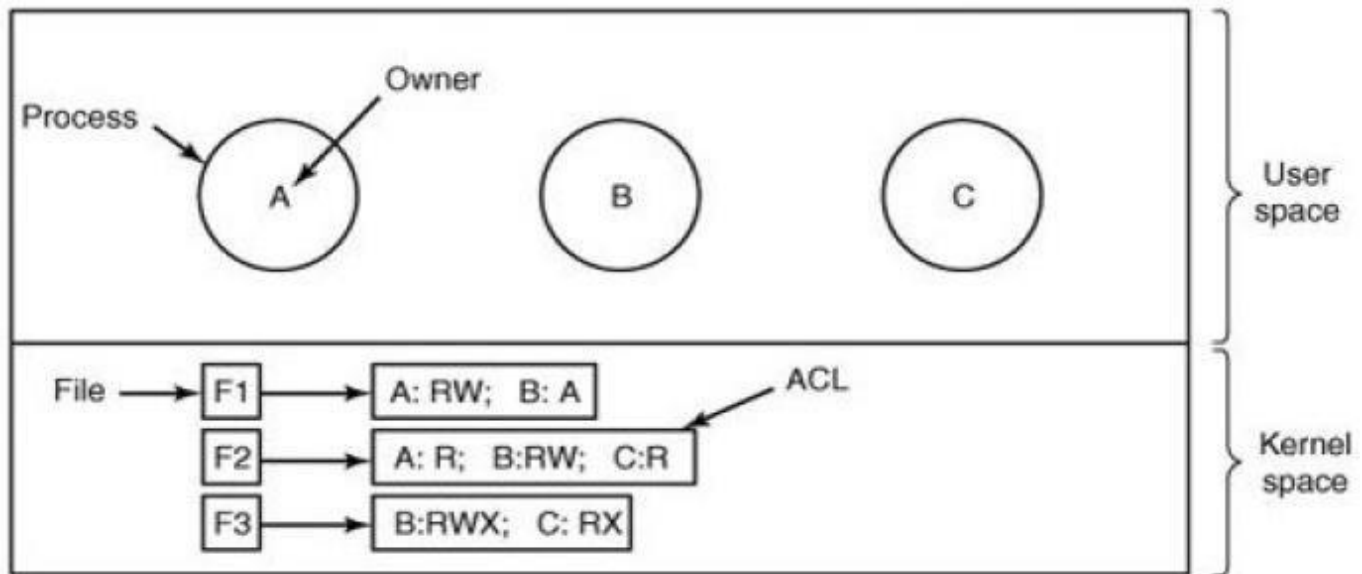 Owner
Process
A
B
C
User
space
File
F1
A: RW; B: A
ACL
F2
A: R; B:RW; C:R
F3
B:RWX; C: RX
Kernel
space